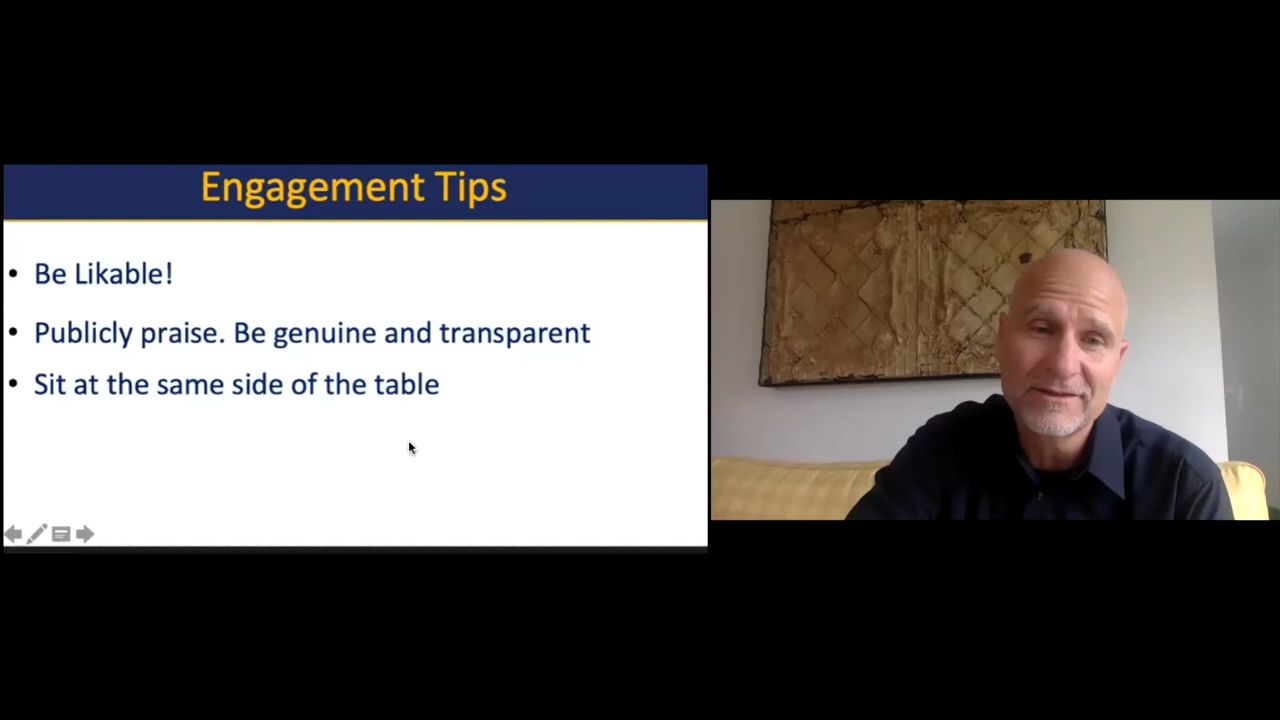 Engagement Tips
• Be Likable!
• Publicly praise. Be genuine and transparent
• Sit at the same side of the table